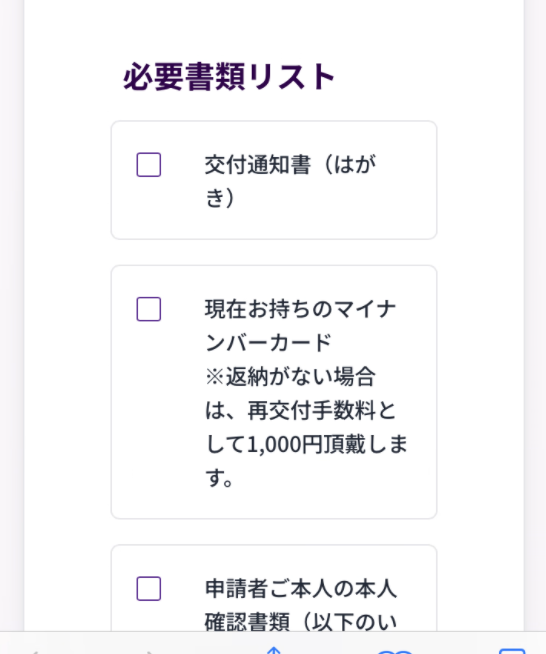 必要書類リスト
交付通知書（はが
き）
現在お持ちのマイナ
ンバーカード
※返納がない場合
は、再交付手数料と
して1,000円頂戴しま
す。
申請者ご本人の本人
確認書類（以下のい